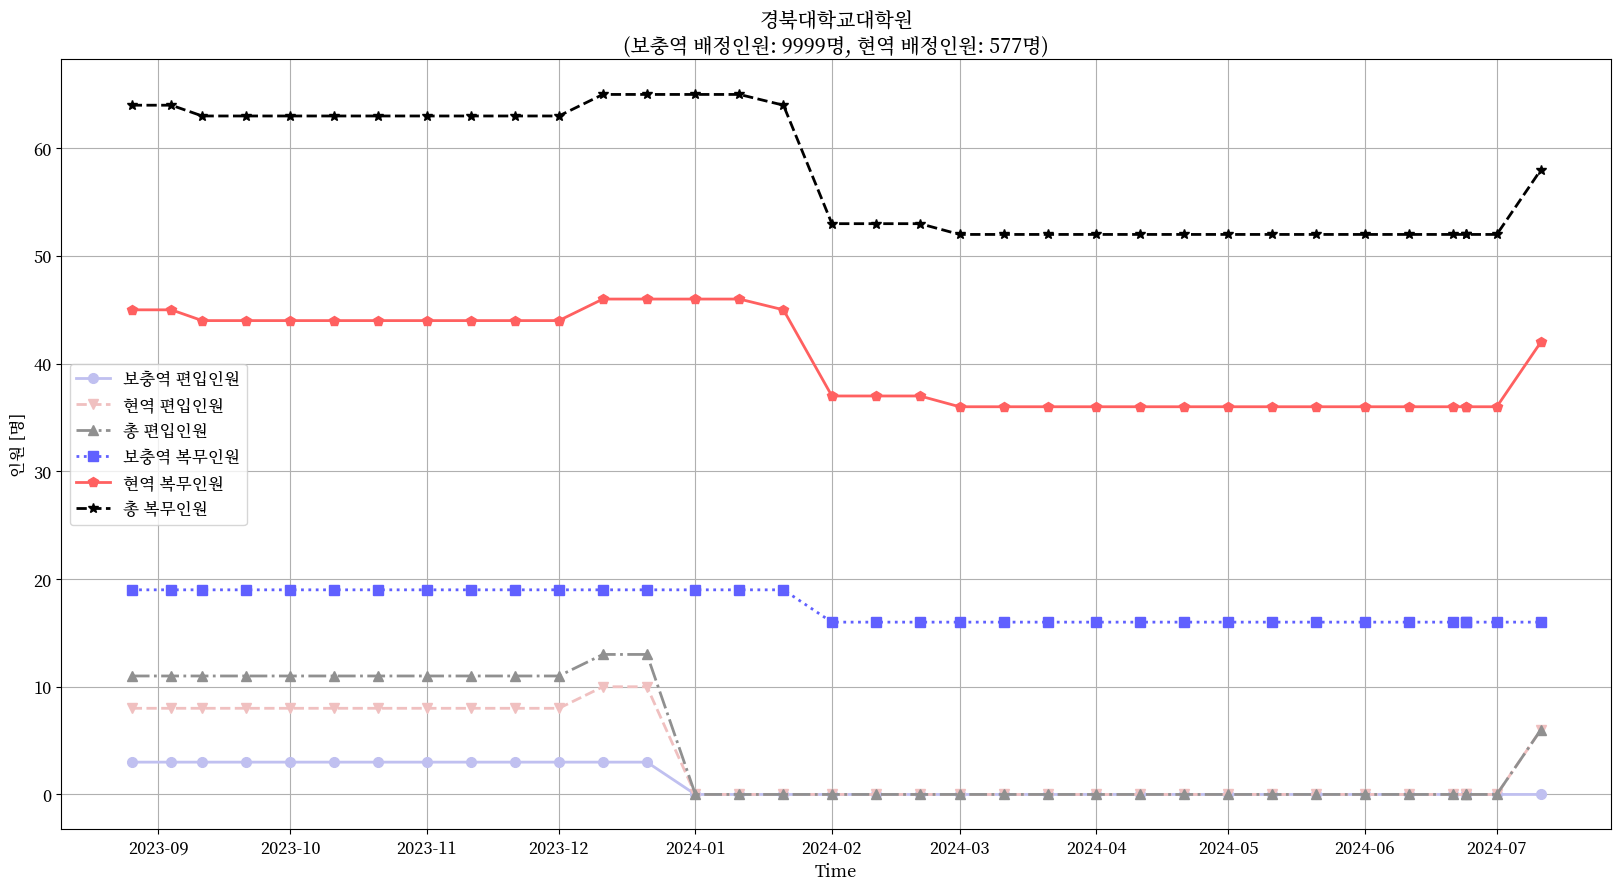 경북대학교대학원
(보충역 배정인원: 9999명, 현역 배정인원: 577명)
인원 [명]
60
50
40
30
20
10
0
보충역 편입인원
현역 편입인원
총 편입인원
보충역 복무인원
현역 복무인원
총 복무인원
2023-09
2023-10
2023-11
2023-12
2024-01
2024-02
2024-03
2024-04
2024-05
2024-06
2024-07
Time